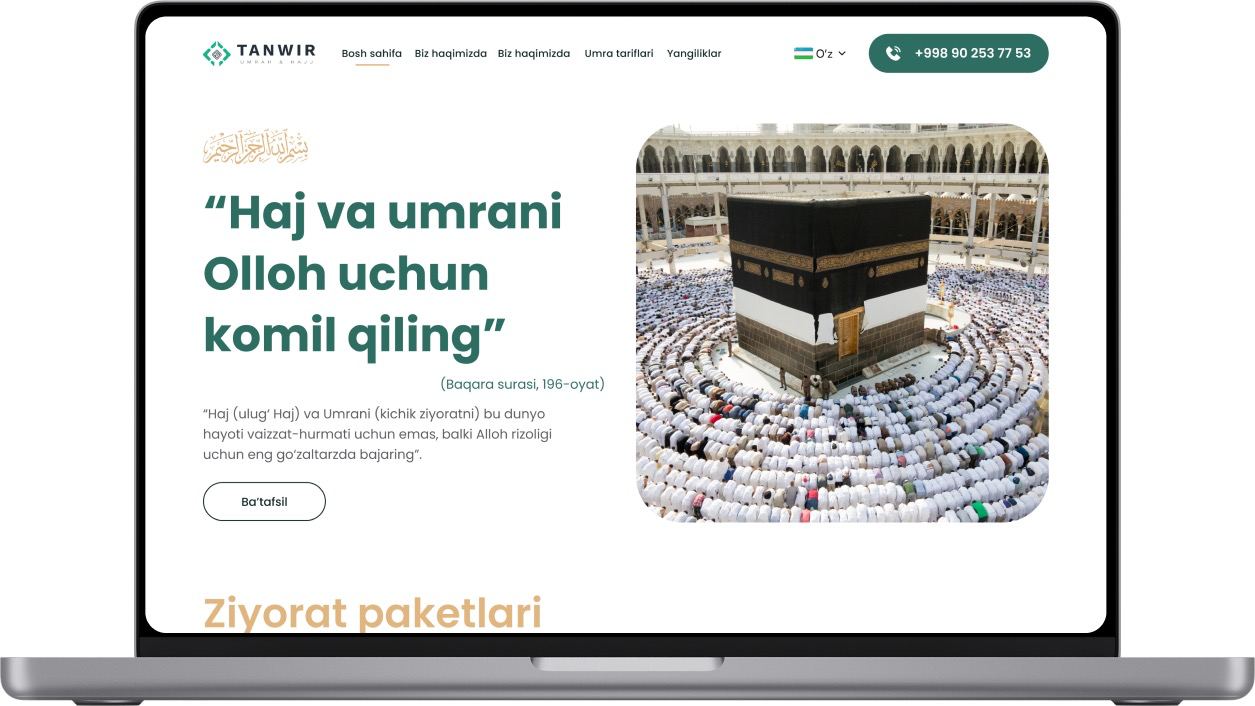 TANWIR
UMRAH & HAJJ
Bosh sahifa
Biz haqimizda
Biz haqimizda
Umra tariflari
Yangiliklar
O‘z
+998 90 253 77 53
بسم الله الرحمن الرحيم
“Haj va umrani
Olloh uchun
komil qiling”
(Baqara surasi, 196-oyat)
“Haj (ulug‘ Haj) va Umrani (kichik ziyoratni) bu dunyo
hayoti vaizzat-hurmati uchun emas, balki Alloh rizoligi
uchun eng go‘zaltarzda bajaring”.
Ba’tafsil
Ziyorat paketlari